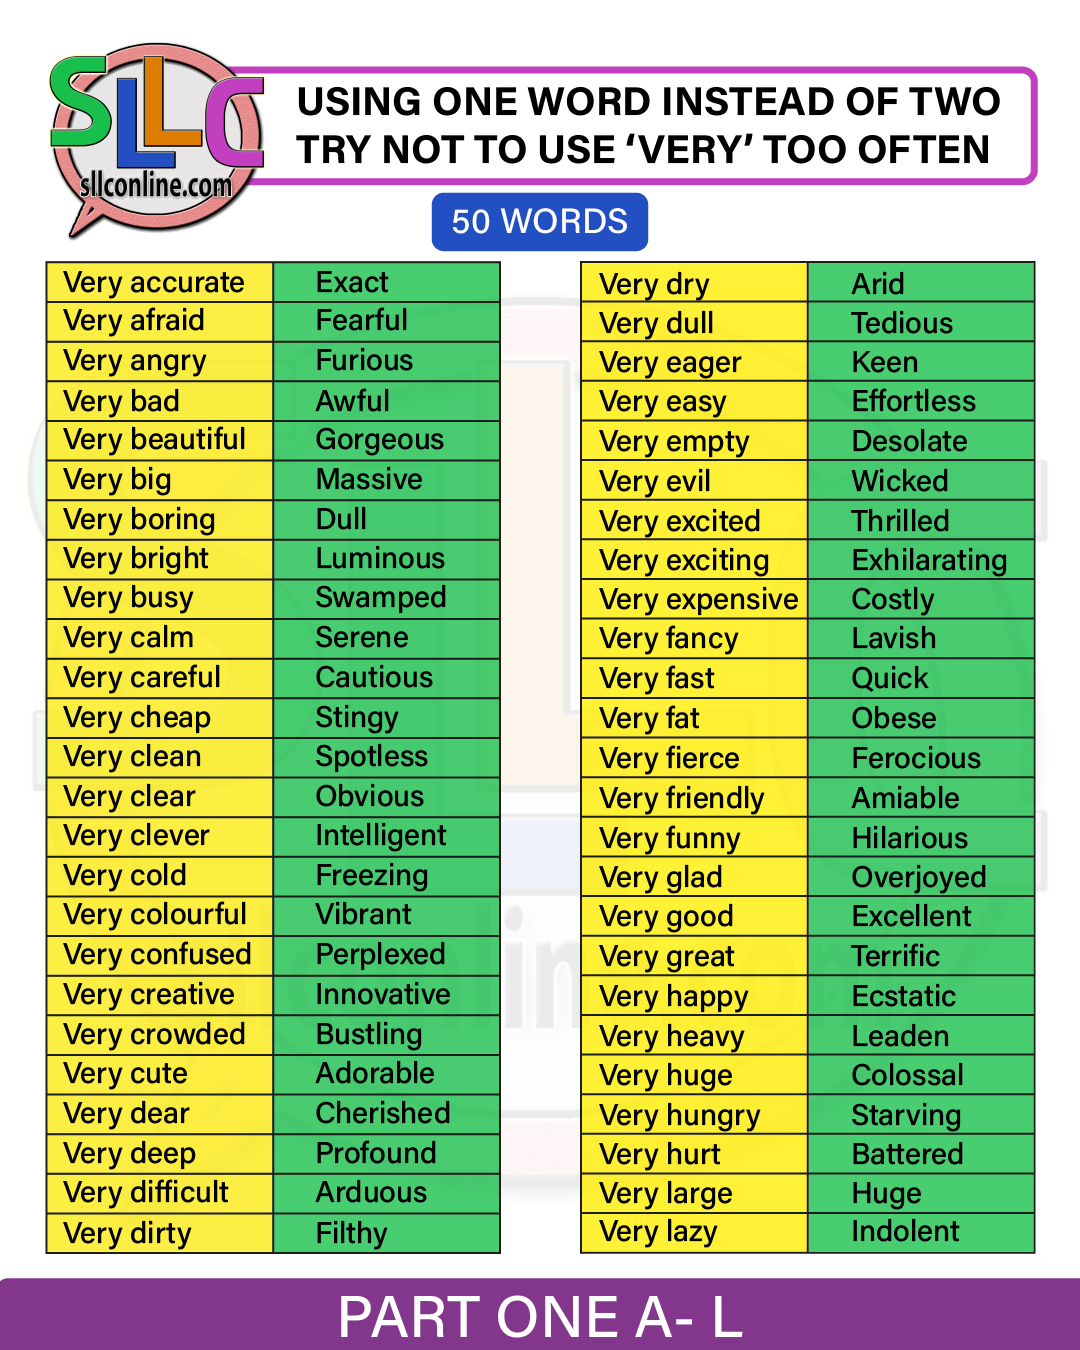 SLLC
sllconline.com
USING ONE WORD INSTEAD OF TWO
TRY NOT TO USE ‘VERY’ TOO OFTEN
50 WORDS
Very accurate Exact
Very afraid Fearful
Very angry Furious
Very bad Awful
Very beautiful Gorgeous
Very big Massive
Very boring Dull
Very bright Luminous
Very busy Swamped
Very calm Serene
Very careful Cautious
Very cheap Stingy
Very clean Spotless
Very clear Obvious
Very clever Intelligent
Very cold Freezing
Very colourful Vibrant
Very confused Perplexed
Very creative Innovative
Very crowded Bustling
Very cute Adorable
Very dear Cherished
Very deep Profound
Very difficult Arduous
Very dirty Filthy
Very dry Arid
Very dull Tedious
Very eager Keen
Very easy Effortless
Very empty Desolate
Very evil Wicked
Very excited Thrilled
Very exciting Exhilarating
Very expensive Costly
Very fancy Lavish
Very fast Quick
Very fat Obese
Very fierce Ferocious
Very friendly Amiable
Very funny Hilarious
Very glad Overjoyed
Very good Excellent
Very great Terrific
Very happy Ecstatic
Very heavy Leaden
Very huge Colossal
Very hungry Starving
Very hurt Battered
Very large Huge
Very lazy Indolent
PART ONE A- L